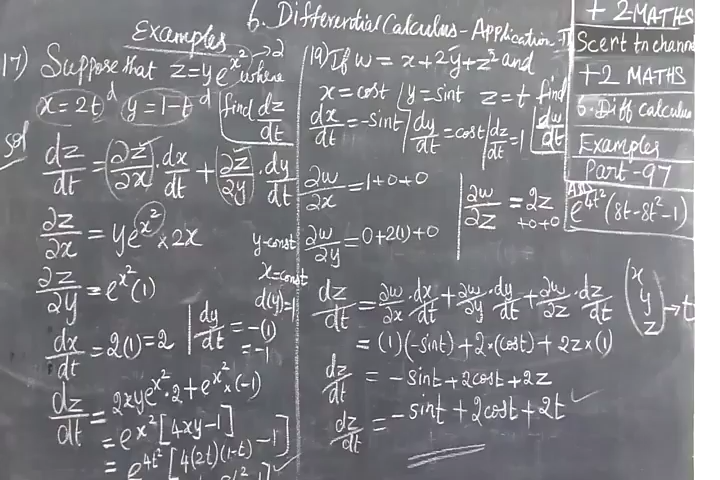 6. Differential Calculus - Application II
Examples
17) Suppose that z = ye^{x²} where
x = 2t, y = 1-t find dz/dt
Sol
dz/dt = ∂z/∂x . dx/dt + ∂z/∂y . dy/dt
∂z/∂x = ye^{x²} × 2x
y-const
∂z/∂y = e^{x²}(1)
x = const
d(y)=1
dx/dt = 2(1) = 2 | dy/dt = -(1)
= -1
dz/dt = 2xye^{x²}.2 + e^{x²}×(-1)
= e^{x²}[4xy-1]
= e^{4t²}[4(2t)(1-t)-1]
(19) If w = x+2y+z² and
x = cost | y = sint z = t find dw/dt
dx/dt = -sint | dy/dt = cost | dz/dt = 1
∂w/∂x = 1+0+0
∂w/∂z = 2z
+0+0
∂w/∂y = 0+2(1)+0
dz/dt = ∂w/∂x . dx/dt + ∂w/∂y . dy/dt + ∂w/∂z . dz/dt
(x y z) → t
= (1)(-sint)+2·(cost)+2z×(1)
dz/dt = -sint+2cost+2z
dz/dt = -sint+2cost+2t
+2 MATHS
Scert tn channe
+2 MATHS
6. Diff calculus
Examples
Part-97
Ans
e^{4t²}(8t-8t²-1)